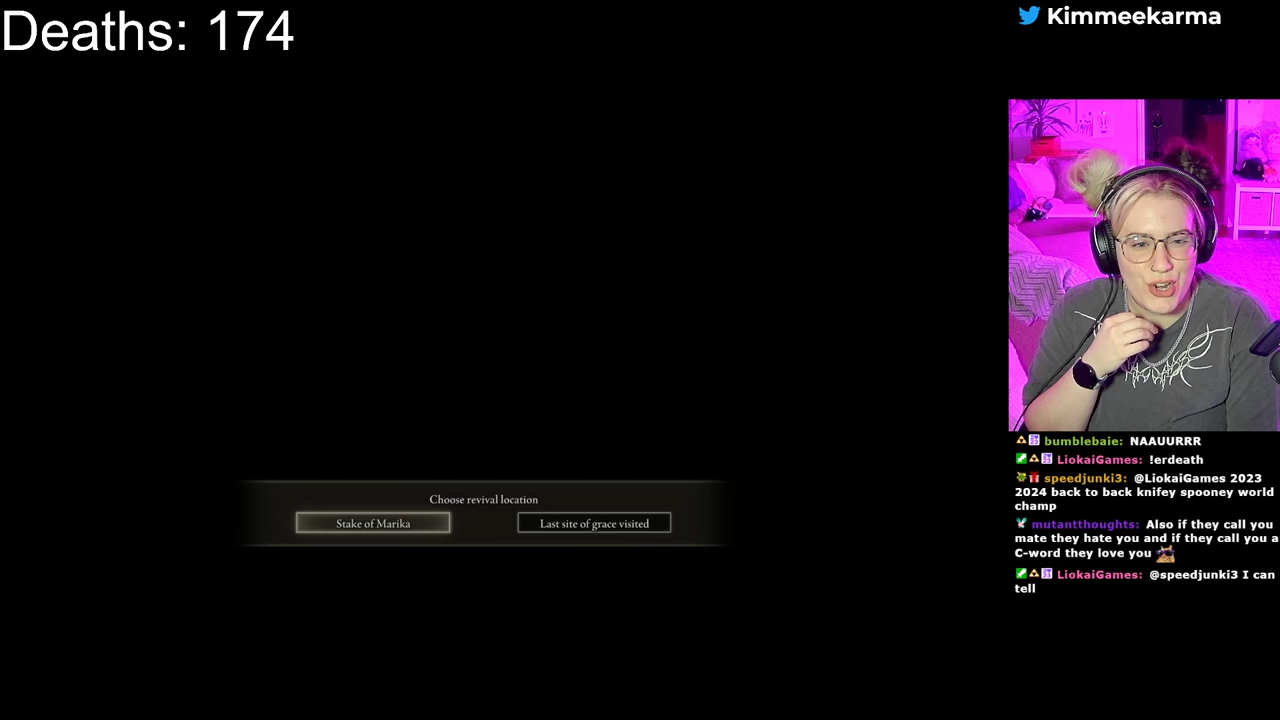 Deaths: 174
Kimmeekarma
Choose revival location
Stake of Marika
Last site of grace visited
bumblebaie: NAAUURRR
LiokaiGames: !erdeath
speedjunki3: @LiokaiGames 2023
2024 back to back knifey spooney world
champ
mutantthoughts: Also if they call you
mate they hate you and if they call you a
C-word they love you
LiokaiGames: @speedjunki3 I can
tell